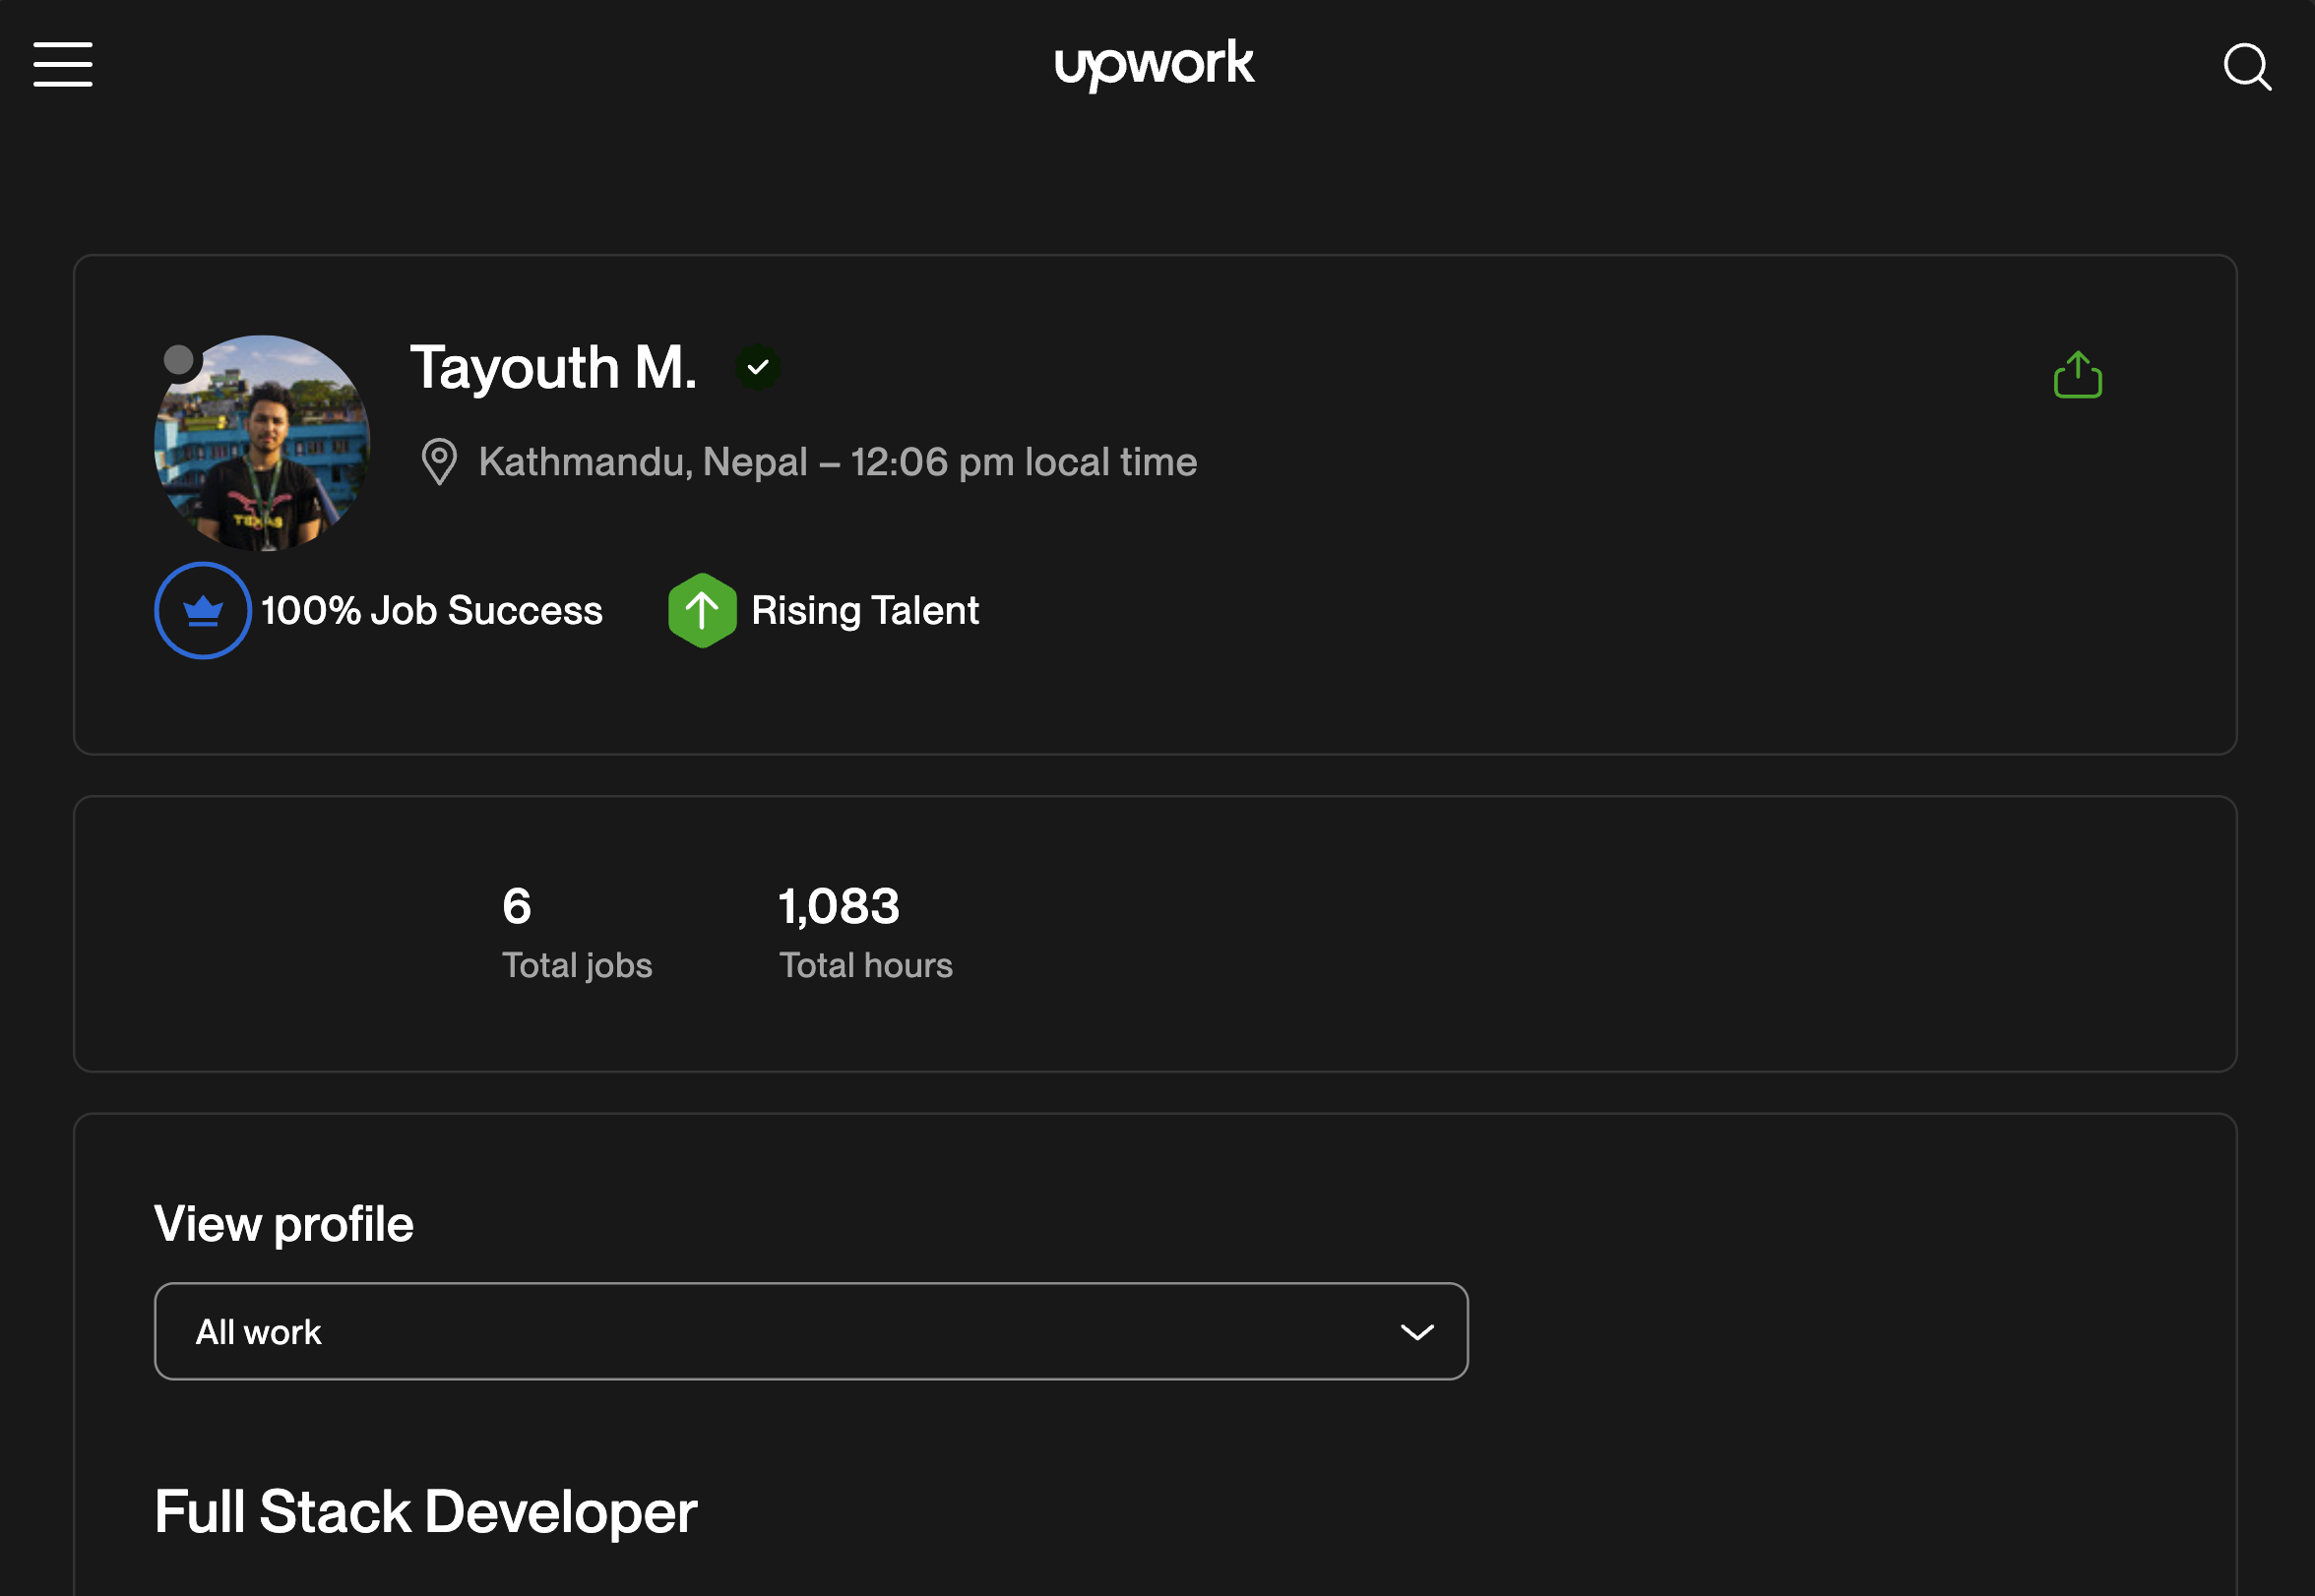 upwork
Tayouth M.
Kathmandu, Nepal – 12:06 pm local time
TEXAS
100% Job Success
Rising Talent
6
1,083
Total jobs
Total hours
View profile
All work
Full Stack Developer